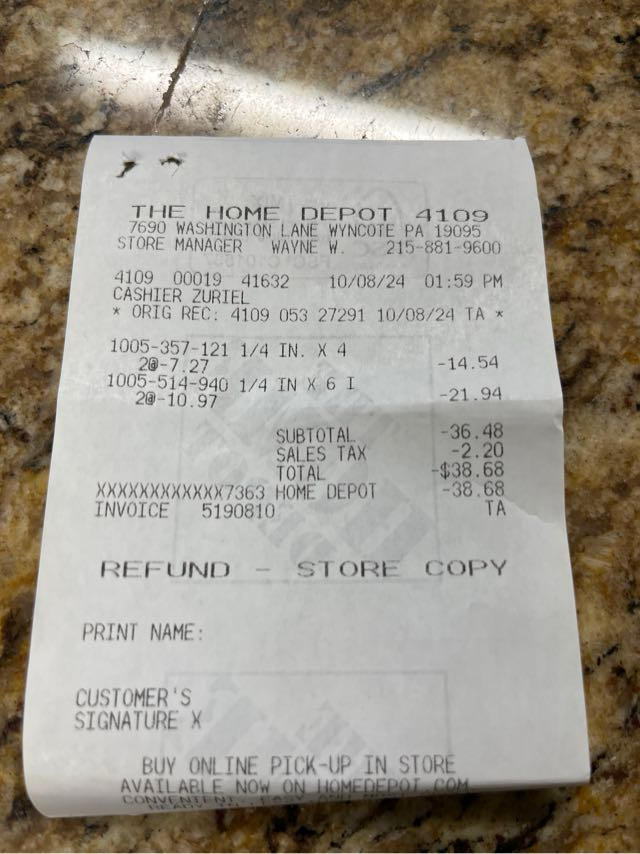 THE HOME DEPOT 4109
7690 WASHINGTON LANE WYNCOTE PA 19095
STORE MANAGER WAYNE W. 215-881-9600
4109 00019 41632 10/08/24 01:59 PM
CASHIER ZURIEL
* ORIG REC: 4109 053 27291 10/08/24 TA *
1005-357-121 1/4 IN. X 4
2@-7.27 -14.54
1005-514-940 1/4 IN X 6 I
2@-10.97 -21.94
SUBTOTAL -36.48
SALES TAX -2.20
TOTAL -$38.68
XXXXXXXXXXXX7363 HOME DEPOT -38.68
INVOICE 5190810 TA
REFUND - STORE COPY
PRINT NAME:
CUSTOMER'S
SIGNATURE X
BUY ONLINE PICK-UP IN STORE
AVAILABLE NOW ON HOMEDEPOT.COM
CONVENIENT, EASY AND
READY